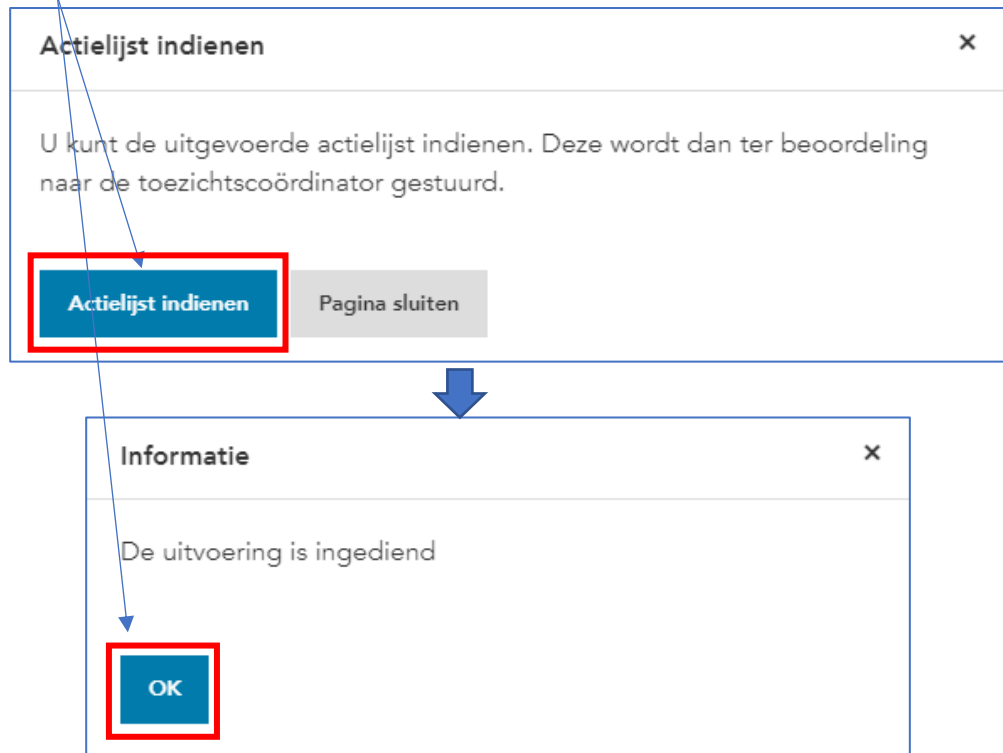 Actielijst indienen
×
U kunt de uitgevoerde actielijst indienen. Deze wordt dan ter beoordeling
naar de toezichtscoördinator gestuurd.
Actielijst indienen
Pagina sluiten
Informatie
×
De uitvoering is ingediend
OK